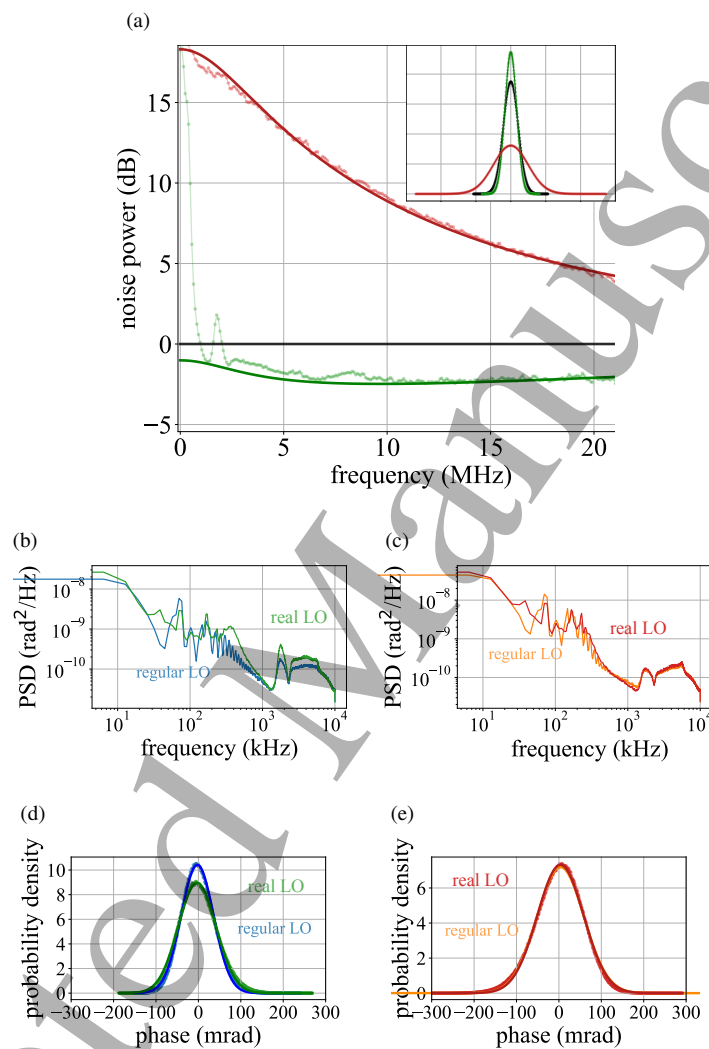 (a)
15
10
5
0
−5
noise power (dB)
0
5
10
15
20
frequency (MHz)
(b)
10⁻⁸
10⁻⁹
10⁻¹⁰
PSD (rad²/Hz)
real LO
regular LO
10¹
10²
10³
10⁴
frequency (kHz)
(c)
10⁻⁸
10⁻⁹
10⁻¹⁰
PSD (rad²/Hz)
real LO
regular LO
10¹
10²
10³
10⁴
frequency (kHz)
(d)
10
8
6
4
2
0
probability density
real LO
regular LO
−300
−200
−100
0
100
200
300
phase (mrad)
(e)
6
4
2
0
probability density
real LO
regular LO
−300
−200
−100
0
100
200
300
phase (mrad)
ted Manusc